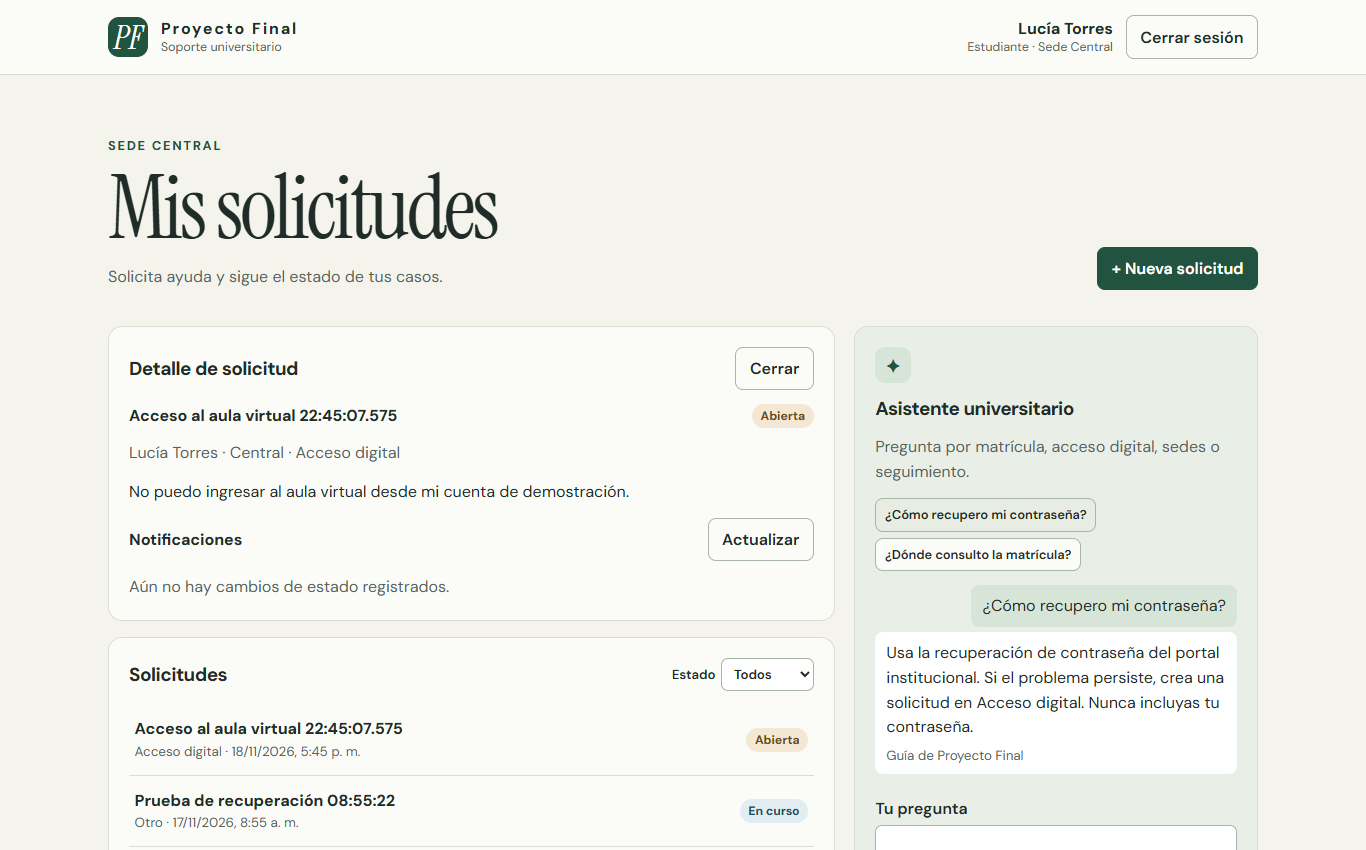 PF
Proyecto Final
Soporte universitario
Lucía Torres
Estudiante · Sede Central
Cerrar sesión
SEDE CENTRAL
Mis solicitudes
Solicita ayuda y sigue el estado de tus casos.
+ Nueva solicitud
Detalle de solicitud
Cerrar
Acceso al aula virtual 22:45:07.575
Abierta
Lucía Torres · Central · Acceso digital
No puedo ingresar al aula virtual desde mi cuenta de demostración.
Notificaciones
Actualizar
Aún no hay cambios de estado registrados.
Solicitudes
Estado
Todos
Acceso al aula virtual 22:45:07.575
Acceso digital · 18/11/2026, 5:45 p. m.
Abierta
Prueba de recuperación 08:55:22
Otro · 17/11/2026, 8:55 a. m.
En curso
Asistente universitario
Pregunta por matrícula, acceso digital, sedes o
seguimiento.
¿Cómo recupero mi contraseña?
¿Dónde consulto la matrícula?
¿Cómo recupero mi contraseña?
Usa la recuperación de contraseña del portal
institucional. Si el problema persiste, crea una
solicitud en Acceso digital. Nunca incluyas tu
contraseña.
Guía de Proyecto Final
Tu pregunta